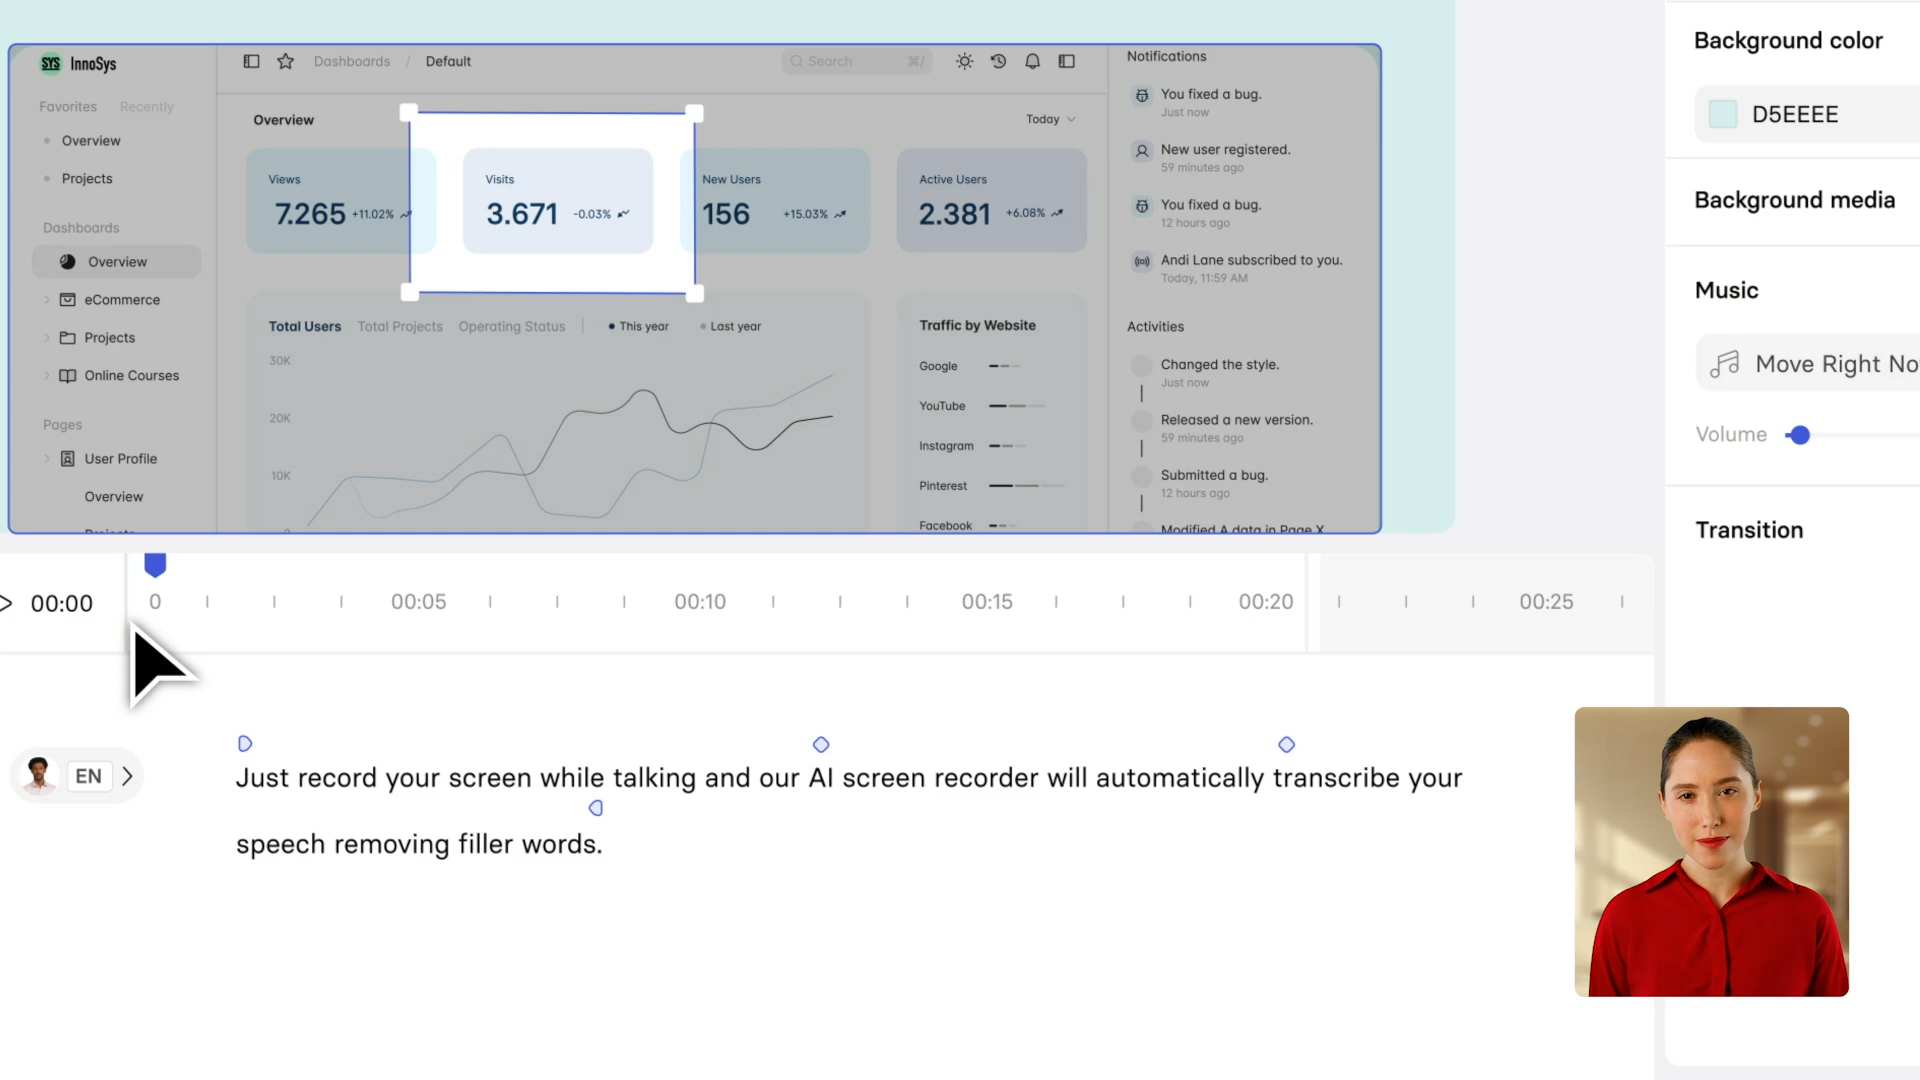 SYS InnoSys
Favorites Recently
Overview
Projects
Dashboards
Overview
eCommerce
Projects
Online Courses
Pages
User Profile
Overview
Dashboards / Default
Search ⌘/
Overview
Today
Views
7.265 +11.02%
Visits
3.671 -0.03%
New Users
156 +15.03%
Active Users
2.381 +6.08%
Total Users Total Projects Operating Status This year Last year
30K
20K
10K
0
Traffic by Website
Google
YouTube
Instagram
Pinterest
Facebook
Notifications
You fixed a bug.
Just now
New user registered.
59 minutes ago
You fixed a bug.
12 hours ago
Andi Lane subscribed to you.
Today, 11:59 AM
Activities
Changed the style.
Just now
Released a new version.
59 minutes ago
Submitted a bug.
12 hours ago
Modified A data in Page X
Background color
D5EEEE
Background media
Music
Move Right No
Volume
Transition
00:00 0 00:05 00:10 00:15 00:20 00:25
EN
Just record your screen while talking and our AI screen recorder will automatically transcribe your
speech removing filler words.